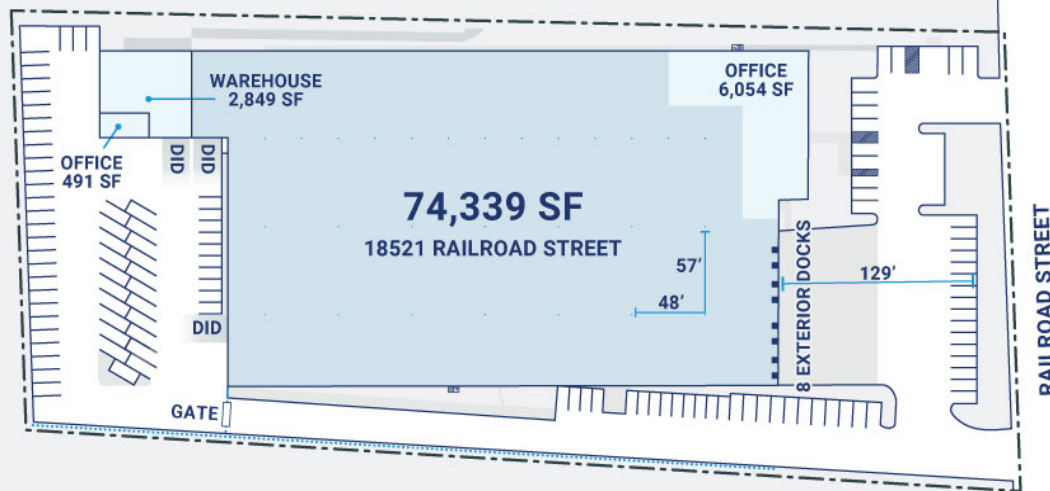 WAREHOUSE
2,849 SF
OFFICE
6,054 SF
OFFICE
491 SF
DID
DID
74,339 SF
18521 RAILROAD STREET
57'
48'
8 EXTERIOR DOCKS
129'
RAILROAD STREET
DID
GATE